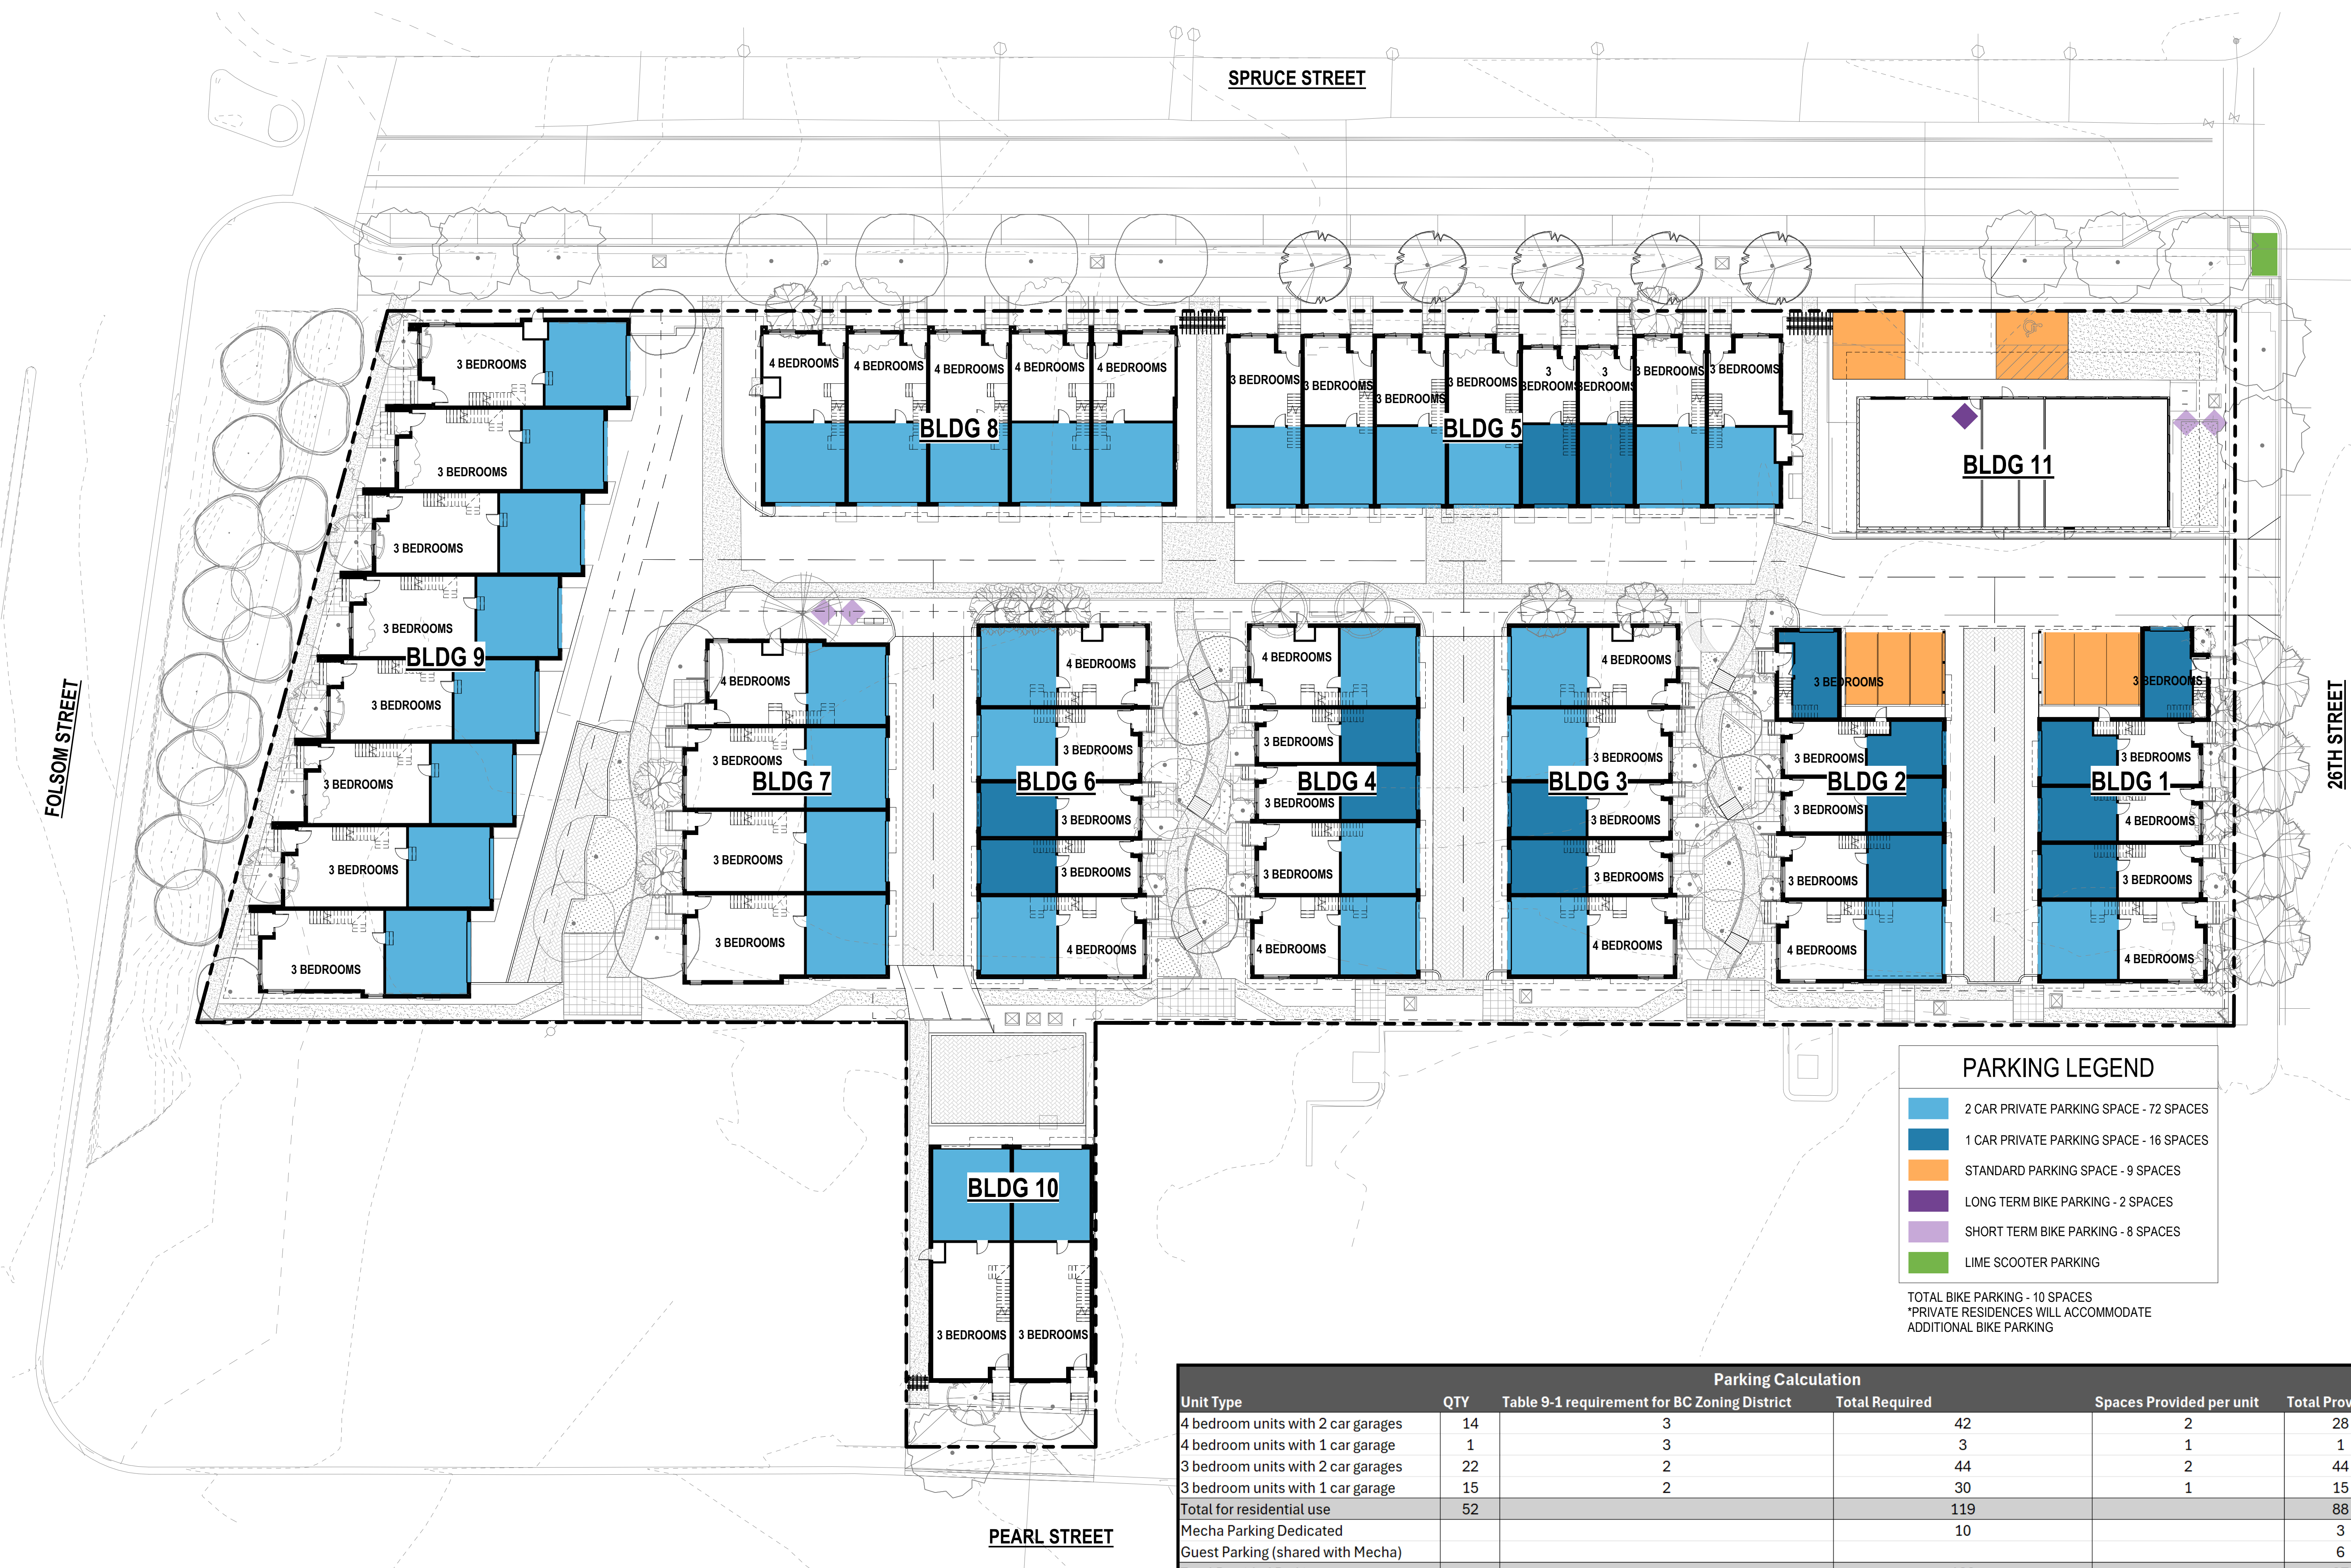 SPRUCE STREET
3 BEDROOMS
3 BEDROOMS
3 BEDROOMS
3 BEDROOMS
BLDG 9
3 BEDROOMS
3 BEDROOMS
3 BEDROOMS
3 BEDROOMS
FOLSOM STREET
4 BEDROOMS
4 BEDROOMS
4 BEDROOMS
4 BEDROOMS
4 BEDROOMS
BLDG 8
3 BEDROOMS
3 BEDROOMS
3 BEDROOMS
3 BEDROOMS
3
BEDROOMS
3
BEDROOMS
3 BEDROOMS
3 BEDROOMS
BLDG 5
BLDG 11
4 BEDROOMS
3 BEDROOMS
BLDG 7
3 BEDROOMS
3 BEDROOMS
4 BEDROOMS
3 BEDROOMS
BLDG 6
3 BEDROOMS
3 BEDROOMS
4 BEDROOMS
4 BEDROOMS
3 BEDROOMS
BLDG 4
3 BEDROOMS
3 BEDROOMS
4 BEDROOMS
4 BEDROOMS
3 BEDROOMS
BLDG 3
3 BEDROOMS
3 BEDROOMS
4 BEDROOMS
3 BEDROOMS
3 BEDROOMS
BLDG 2
3 BEDROOMS
3 BEDROOMS
4 BEDROOMS
3 BEDROOMS
3 BEDROOMS
BLDG 1
4 BEDROOMS
3 BEDROOMS
4 BEDROOMS
26TH STREET
BLDG 10
3 BEDROOMS
3 BEDROOMS
PEARL STREET
PARKING LEGEND
2 CAR PRIVATE PARKING SPACE - 72 SPACES
1 CAR PRIVATE PARKING SPACE - 16 SPACES
STANDARD PARKING SPACE - 9 SPACES
LONG TERM BIKE PARKING - 2 SPACES
SHORT TERM BIKE PARKING - 8 SPACES
LIME SCOOTER PARKING
TOTAL BIKE PARKING - 10 SPACES
*PRIVATE RESIDENCES WILL ACCOMMODATE
ADDITIONAL BIKE PARKING
Parking Calculation
Unit Type QTY Table 9-1 requirement for BC Zoning District Total Required Spaces Provided per unit Total Prov
4 bedroom units with 2 car garages 14 3 42 2 28
4 bedroom units with 1 car garage 1 3 3 1 1
3 bedroom units with 2 car garages 22 2 44 2 44
3 bedroom units with 1 car garage 15 2 30 1 15
Total for residential use 52 119 88
Mecha Parking Dedicated 10 3
Guest Parking (shared with Mecha) 6